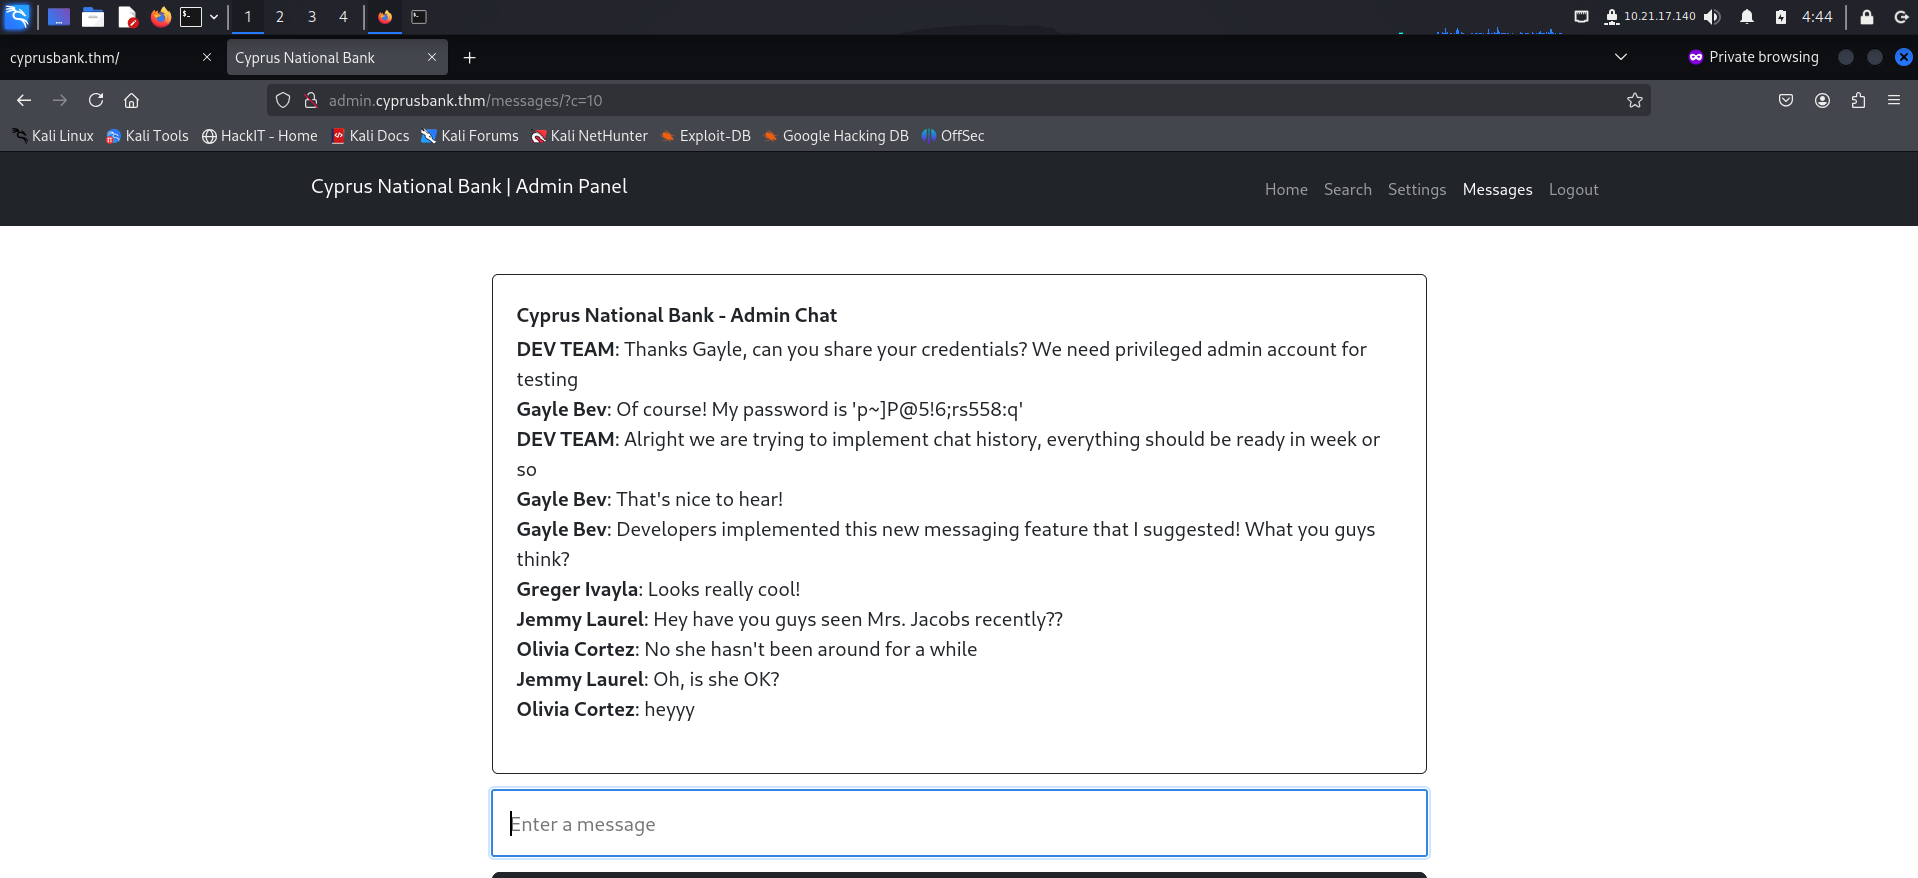 1 2 3 4 10.21.17.140 4:44
cyprusbank.thm/ Cyprus National Bank Private browsing
admin.cyprusbank.thm/messages/?c=10
Kali Linux Kali Tools HackIT - Home Kali Docs Kali Forums Kali NetHunter Exploit-DB Google Hacking DB OffSec
Cyprus National Bank | Admin Panel Home Search Settings Messages Logout
Cyprus National Bank - Admin Chat
DEV TEAM: Thanks Gayle, can you share your credentials? We need privileged admin account for
testing
Gayle Bev: Of course! My password is 'p~]P@5!6;rs558:q'
DEV TEAM: Alright we are trying to implement chat history, everything should be ready in week or
so
Gayle Bev: That's nice to hear!
Gayle Bev: Developers implemented this new messaging feature that I suggested! What you guys
think?
Greger Ivayla: Looks really cool!
Jemmy Laurel: Hey have you guys seen Mrs. Jacobs recently??
Olivia Cortez: No she hasn't been around for a while
Jemmy Laurel: Oh, is she OK?
Olivia Cortez: heyyy
Enter a message